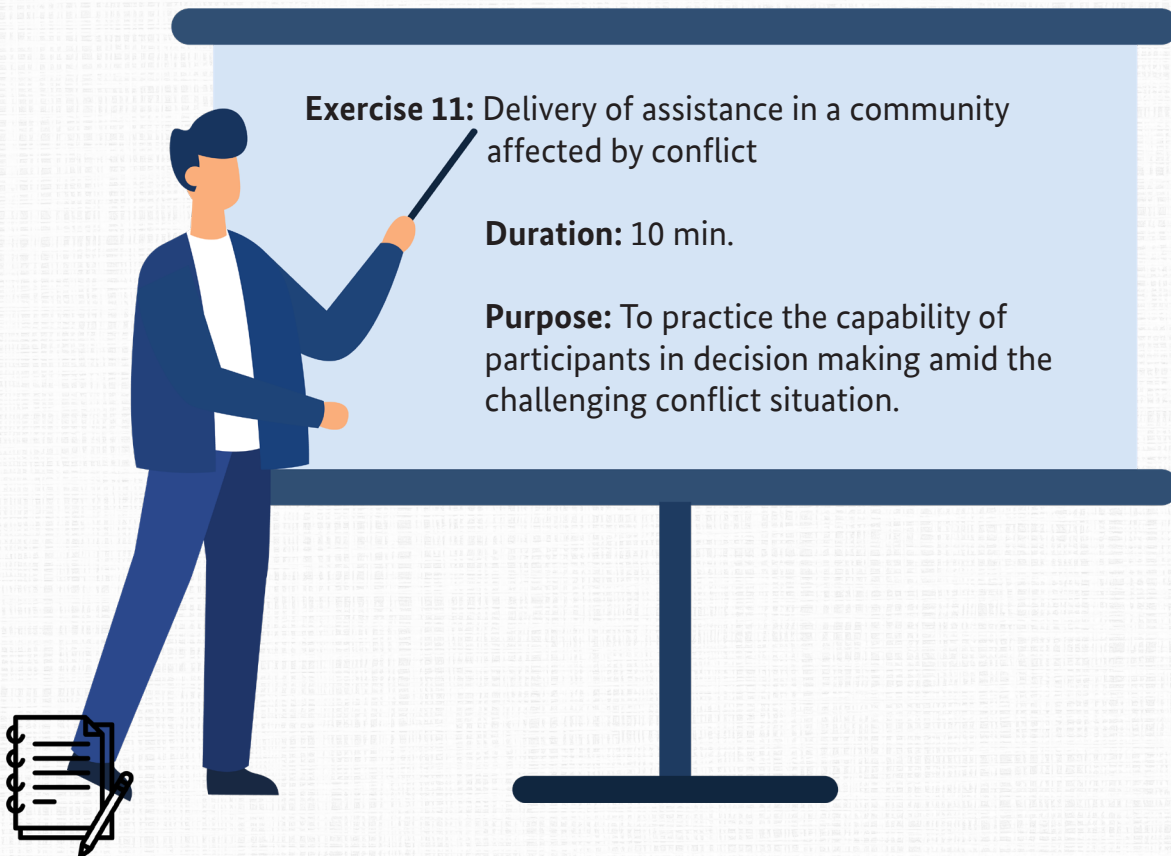 Exercise 11: Delivery of assistance in a community
affected by conflict
Duration: 10 min.
Purpose: To practice the capability of
participants in decision making amid the
challenging conflict situation.